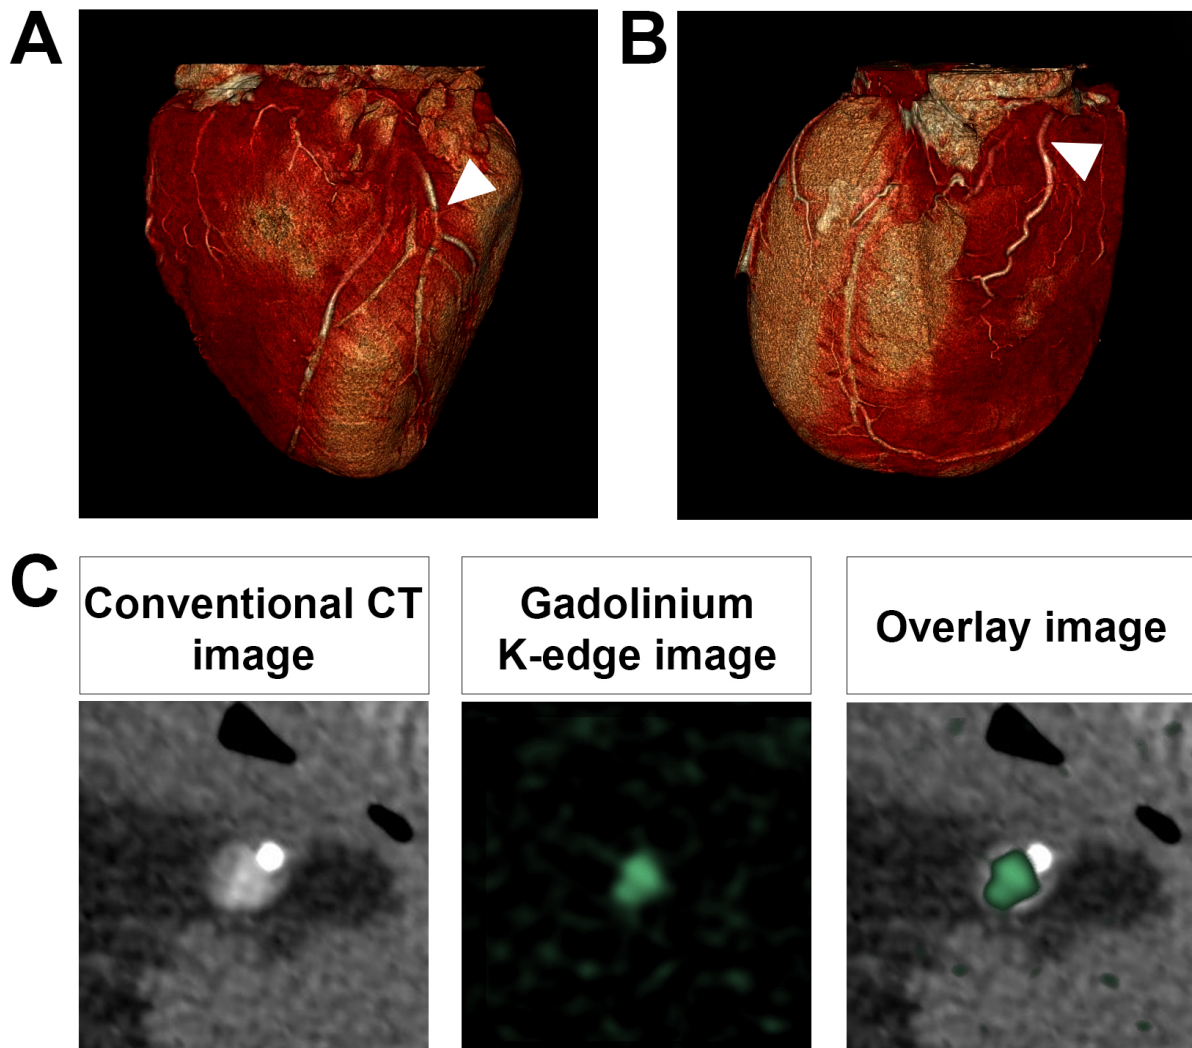 A
B
C
Conventional CT
image
Gadolinium
K-edge image
Overlay image